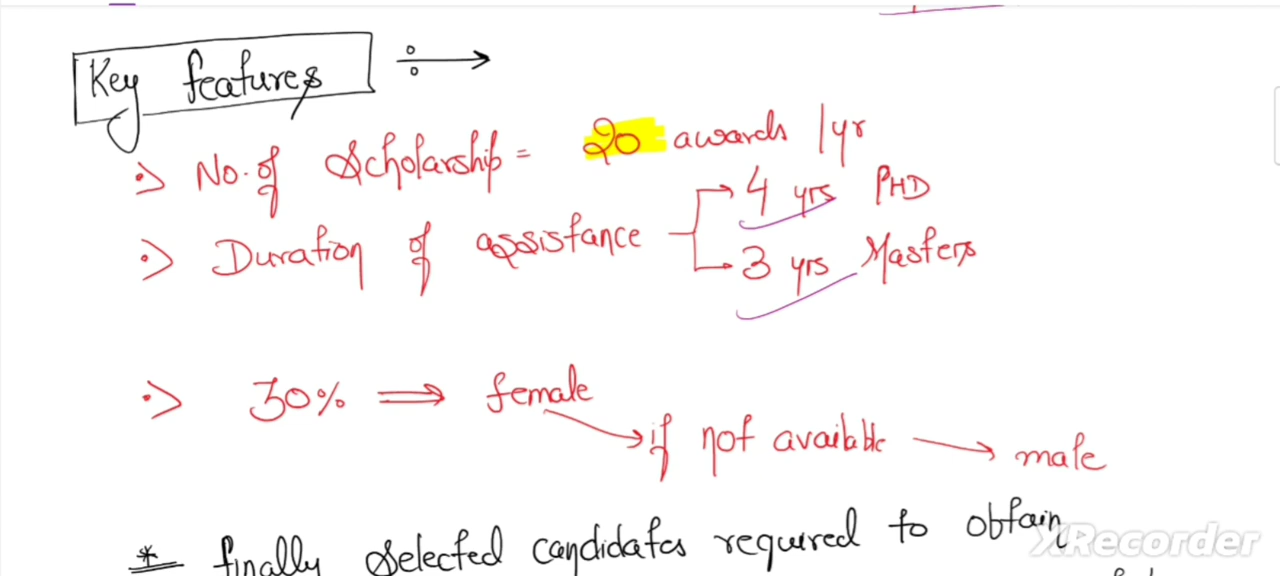 Key features ÷→
∴> No. of Scholarship = 20 awards /yr
∴> Duration of assistance 4 yrs PHD
3 yrs Masters
∴> 30% ⟹ female
→ if not available → male
* finally Selected candidates required to obtain
XRecorder